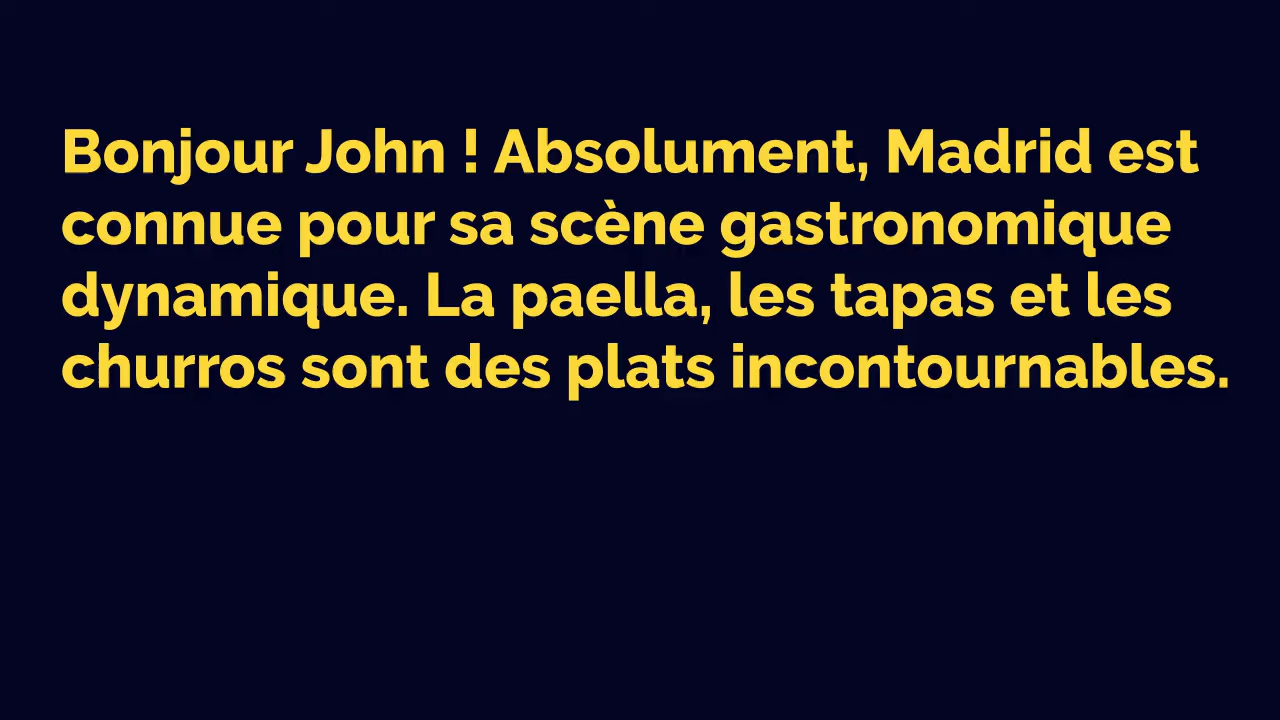 Bonjour John ! Absolument, Madrid est
connue pour sa scène gastronomique
dynamique. La paella, les tapas et les
churros sont des plats incontournables.